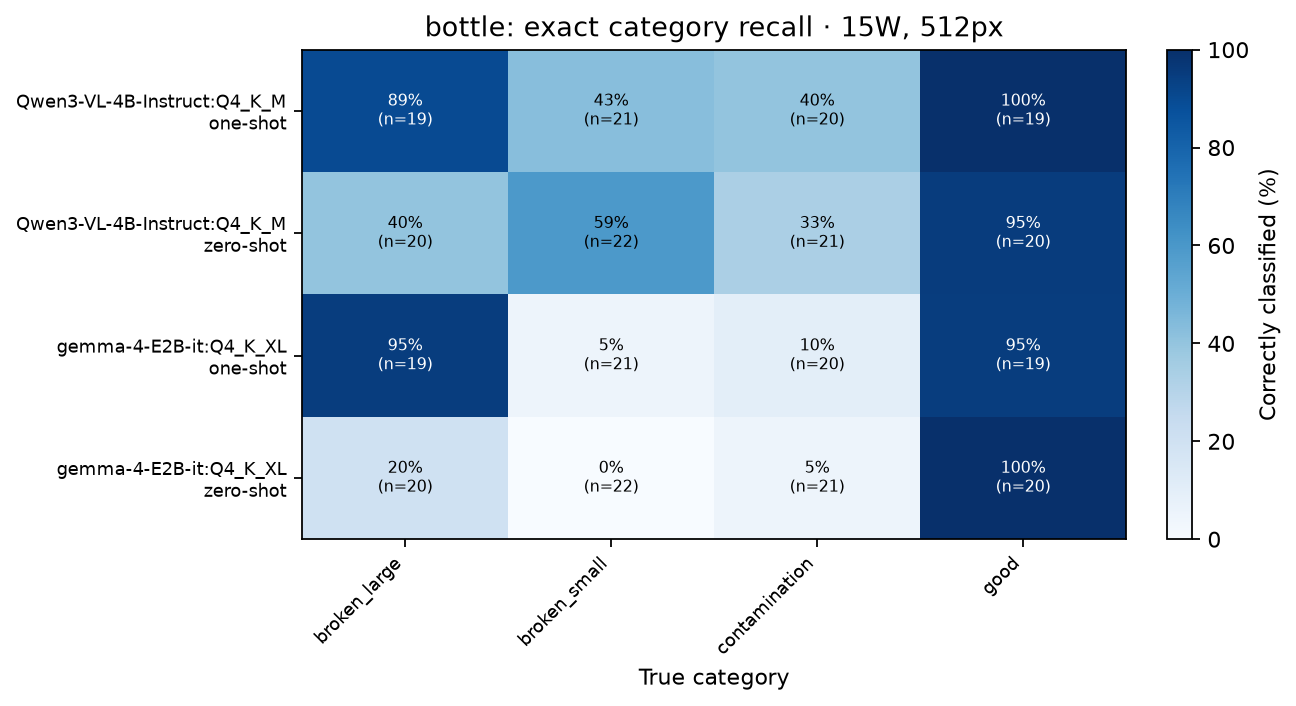 bottle: exact category recall · 15W, 512px
Qwen3-VL-4B-Instruct:Q4_K_M
one-shot
89%
(n=19)
43%
(n=21)
40%
(n=20)
100%
(n=19)
Qwen3-VL-4B-Instruct:Q4_K_M
zero-shot
40%
(n=20)
59%
(n=22)
33%
(n=21)
95%
(n=20)
gemma-4-E2B-it:Q4_K_XL
one-shot
95%
(n=19)
5%
(n=21)
10%
(n=20)
95%
(n=19)
gemma-4-E2B-it:Q4_K_XL
zero-shot
20%
(n=20)
0%
(n=22)
5%
(n=21)
100%
(n=20)
broken_large
broken_small
contamination
good
True category
100
80
60
40
20
0
Correctly classified (%)